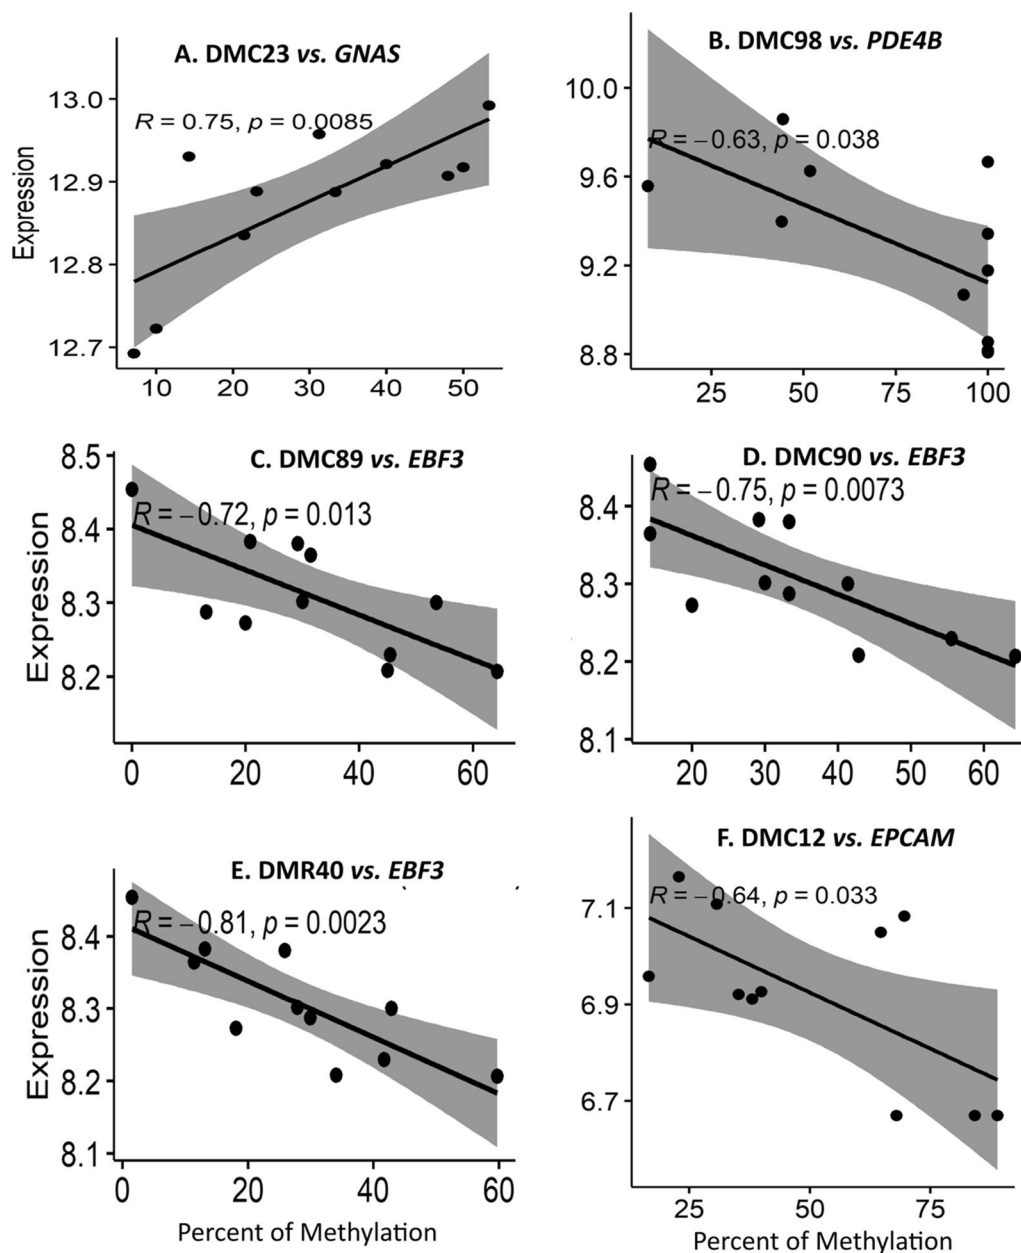 A. DMC23 vs. GNAS
R = 0.75, p = 0.0085
Expression
13.0
12.9
12.8
12.7
10 20 30 40 50
B. DMC98 vs. PDE4B
R = −0.63, p = 0.038
10.0
9.6
9.2
8.8
25 50 75 100
C. DMC89 vs. EBF3
R = −0.72, p = 0.013
Expression
8.5
8.4
8.3
8.2
0 20 40 60
D. DMC90 vs. EBF3
R = −0.75, p = 0.0073
8.4
8.3
8.2
8.1
20 30 40 50 60
E. DMR40 vs. EBF3
R = −0.81, p = 0.0023
Expression
8.4
8.3
8.2
8.1
0 20 40 60
Percent of Methylation
F. DMC12 vs. EPCAM
R = −0.64, p = 0.033
7.1
6.9
6.7
25 50 75
Percent of Methylation